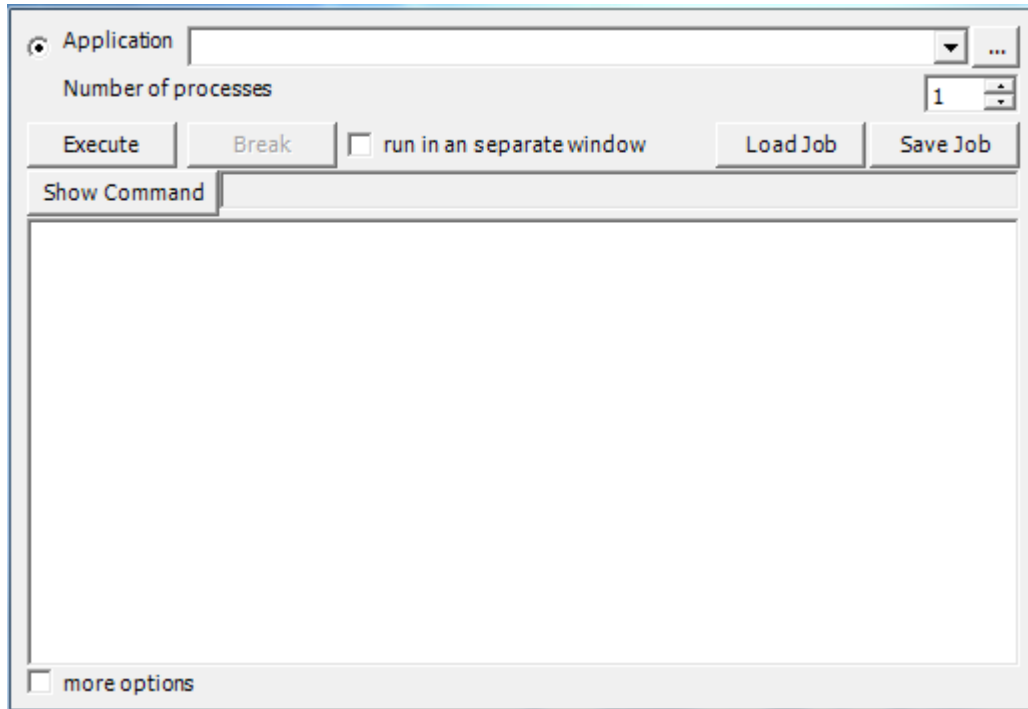 Application ...
Number of processes 1
Execute Break run in an separate window Load Job Save Job
Show Command
more options